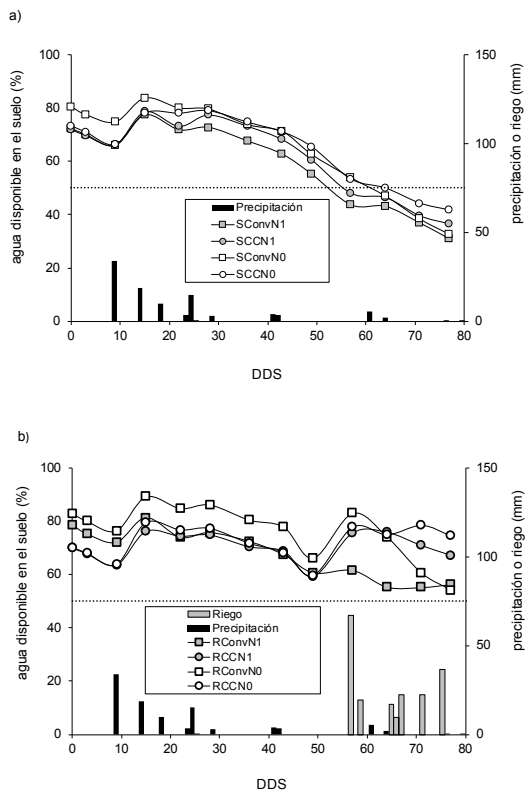 a)
agua disponible en el suelo (%)
precipitación o riego (mm)
100
80
60
40
20
0
150
100
50
0
Precipitación
SConvN1
SCCN1
SConvN0
SCCN0
0 10 20 30 40 50 60 70 80
DDS
b)
agua disponible en el suelo (%)
precipitación o riego (mm)
100
80
60
40
20
0
150
100
50
0
Riego
Precipitación
RConvN1
RCCN1
RConvN0
RCCN0
0 10 20 30 40 50 60 70 80
DDS